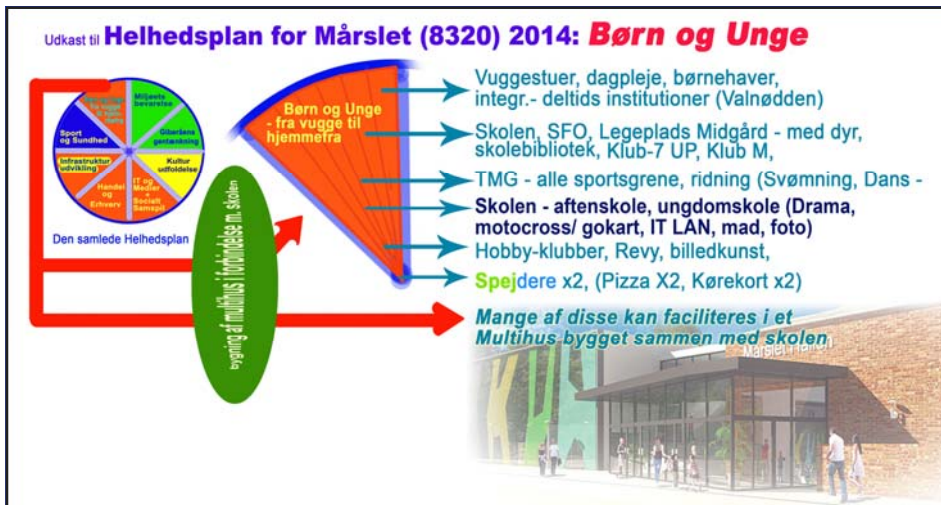 Udkast til Helhedsplan for Mårslet (8320) 2014: Børn og Unge
Miljøets
bevarelse
Giberåens
gentænkning
Kultur
udfoldelse
IT og
Medier
+
Socialt
Samspil
Handel
og
Erhverv
Infrastruktur
udvikling
Sport
og Sundhed
Den samlede Helhedsplan
bygning af multihus i forbindelse m. skolen
Børn og Unge
- fra vugge til
hjemmefra
Vuggestuer, dagpleje, børnehaver,
integr.- deltids institutioner (Valnødden)
Skolen, SFO, Legeplads Midgård - med dyr,
skolebibliotek, Klub-7 UP, Klub M,
TMG - alle sportsgrene, ridning (Svømning, Dans -
Skolen - aftenskole, ungdomskole (Drama,
motocross/ gokart, IT LAN, mad, foto)
Hobby-klubber, Revy, billedkunst,
Spejdere x2, (Pizza X2, Kørekort x2)
Mange af disse kan faciliteres i et
Multihus bygget sammen med skolen
Mårslet